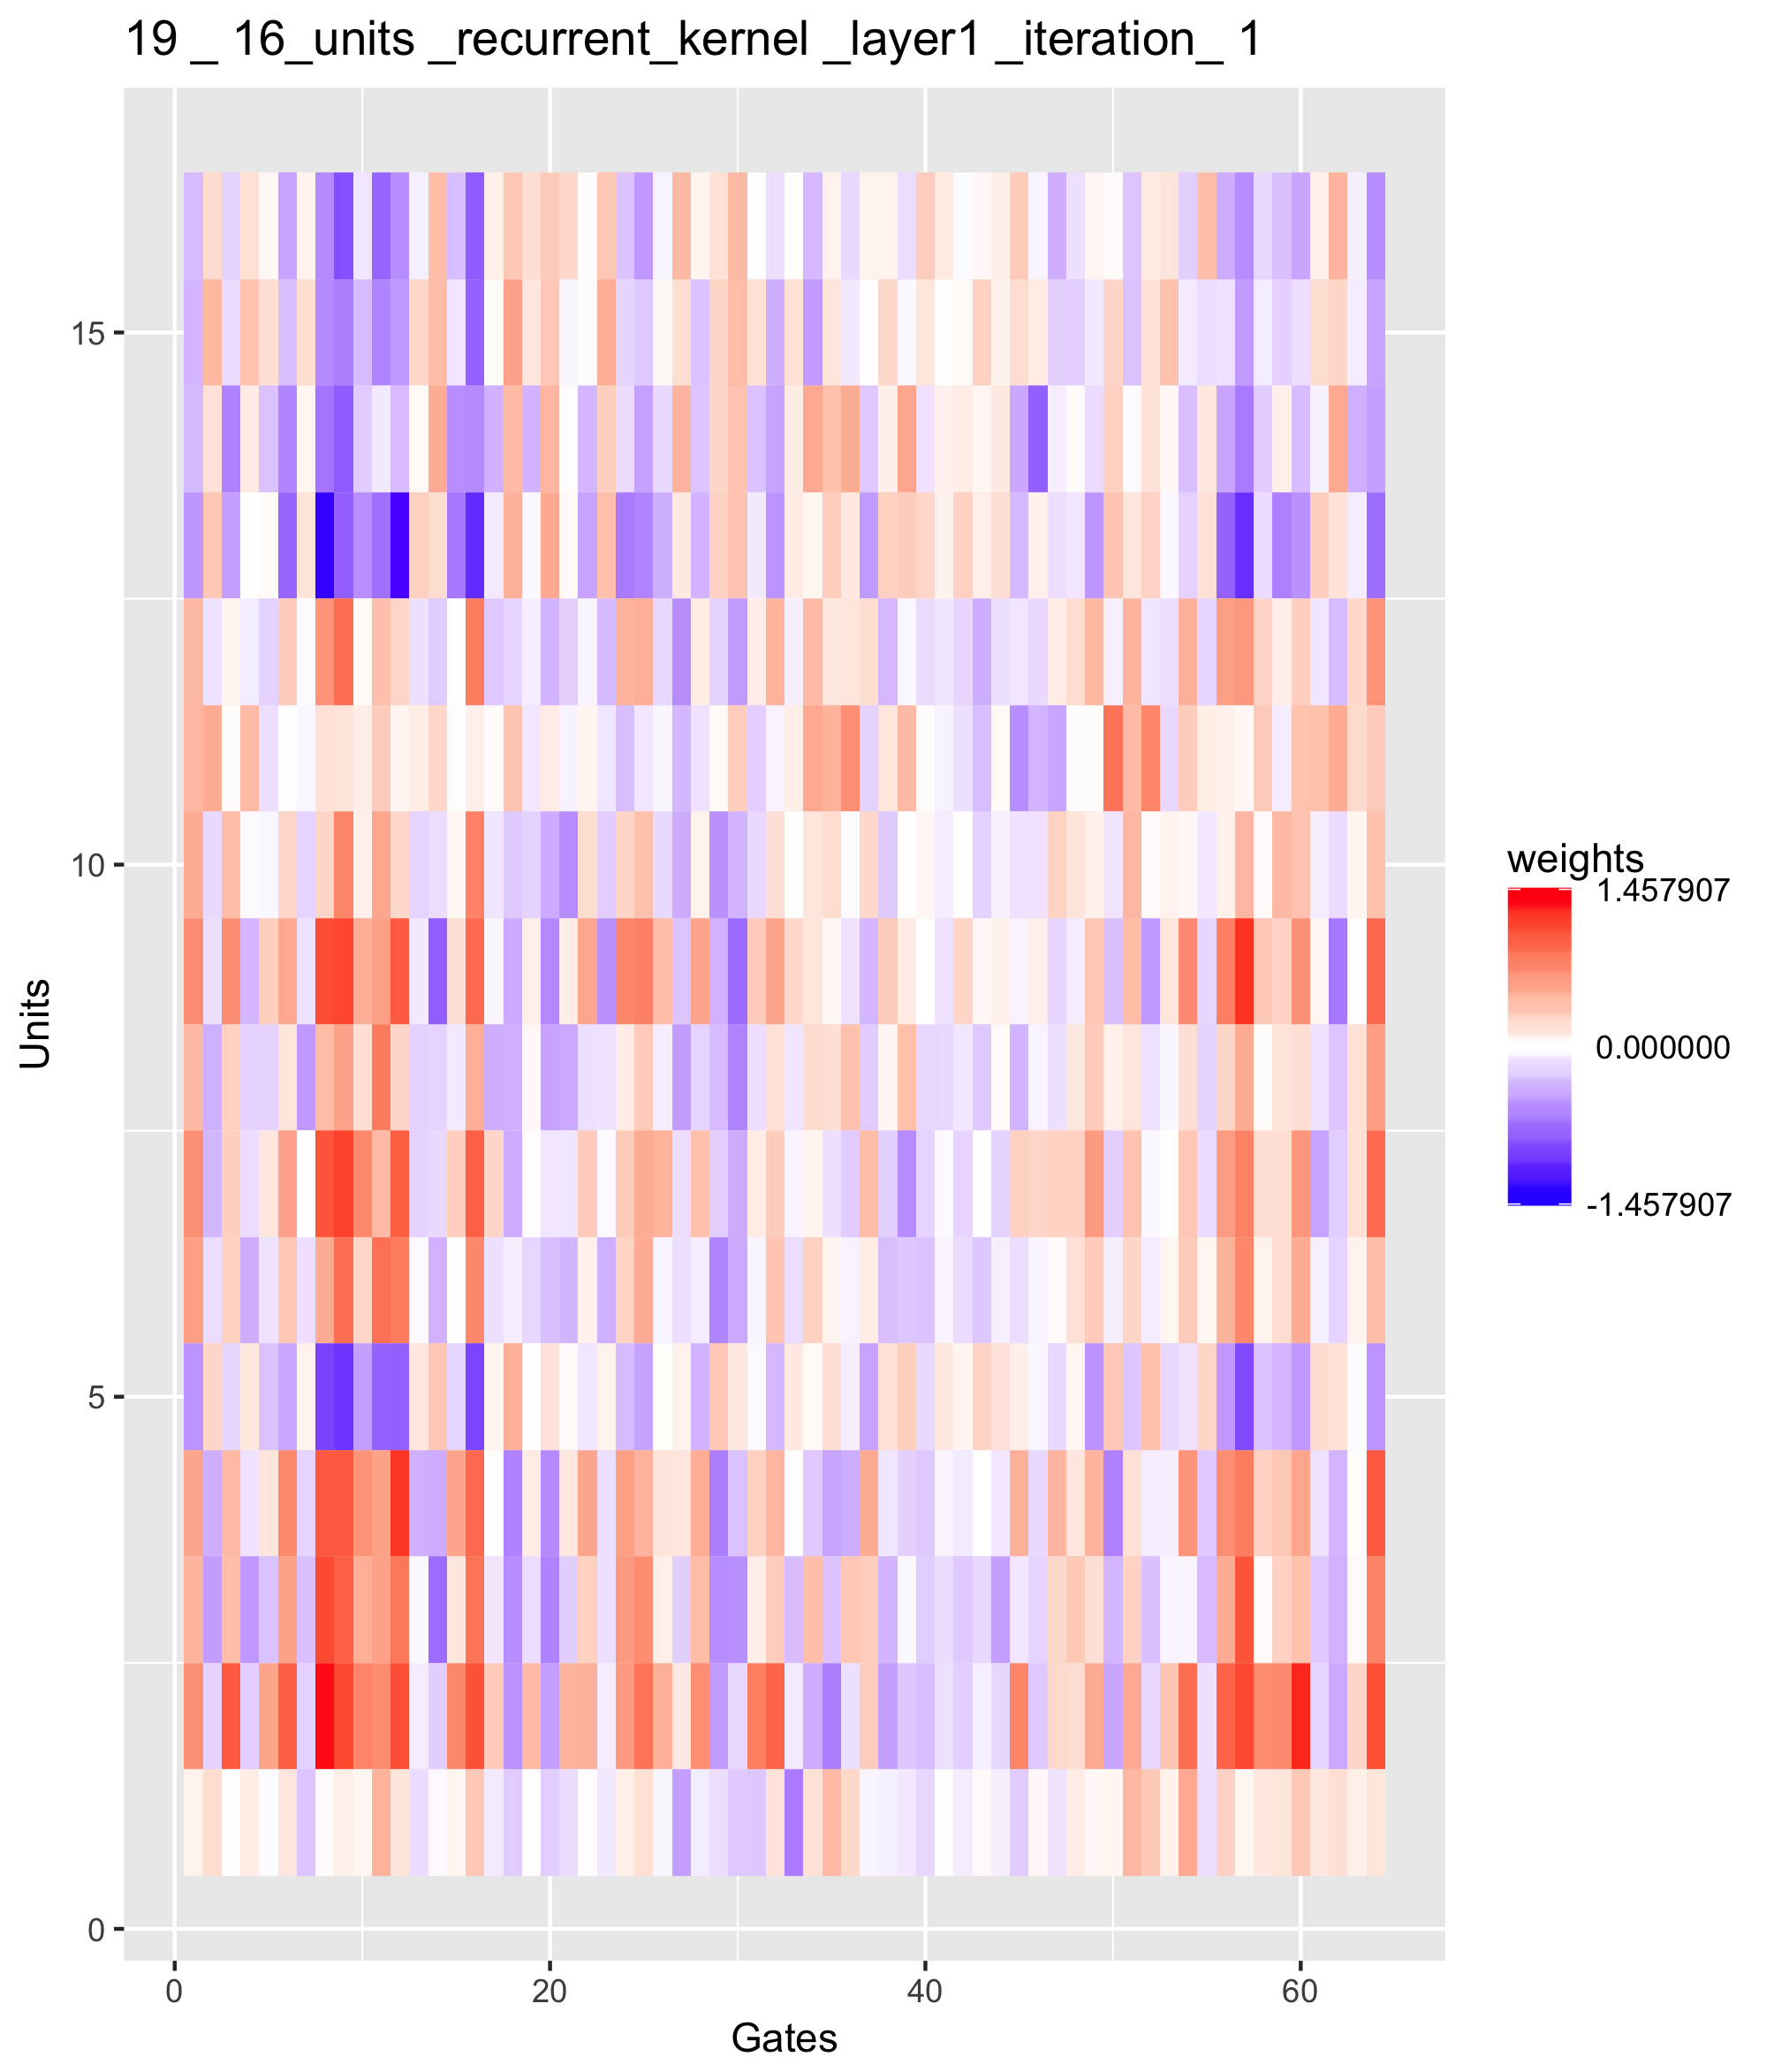 19 _ 16_units _recurrent_kernel _layer1 _iteration_ 1
15
10
5
0
Units
0 20 40 60
Gates
weights
1.457907
0.000000
-1.457907